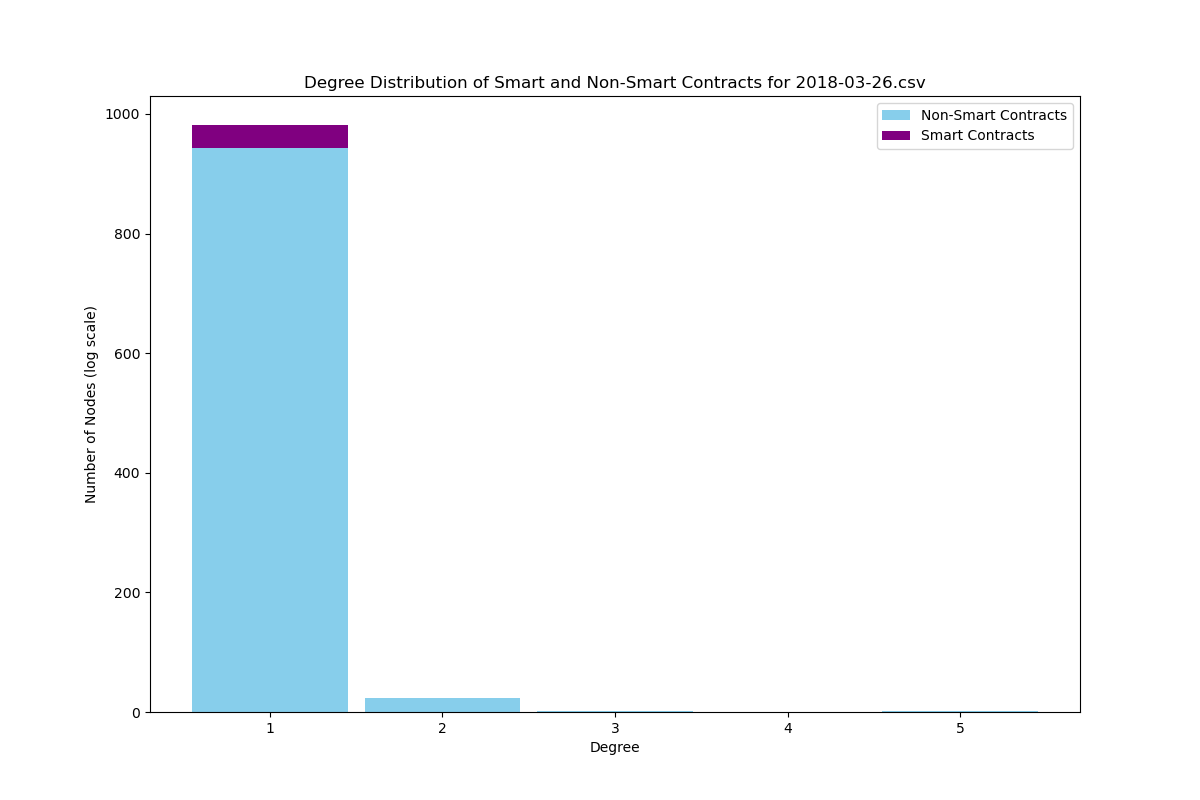 Degree Distribution of Smart and Non-Smart Contracts for 2018-03-26.csv
Non-Smart Contracts
Smart Contracts
1000
800
600
400
200
0
Number of Nodes (log scale)
1 2 3 4 5
Degree